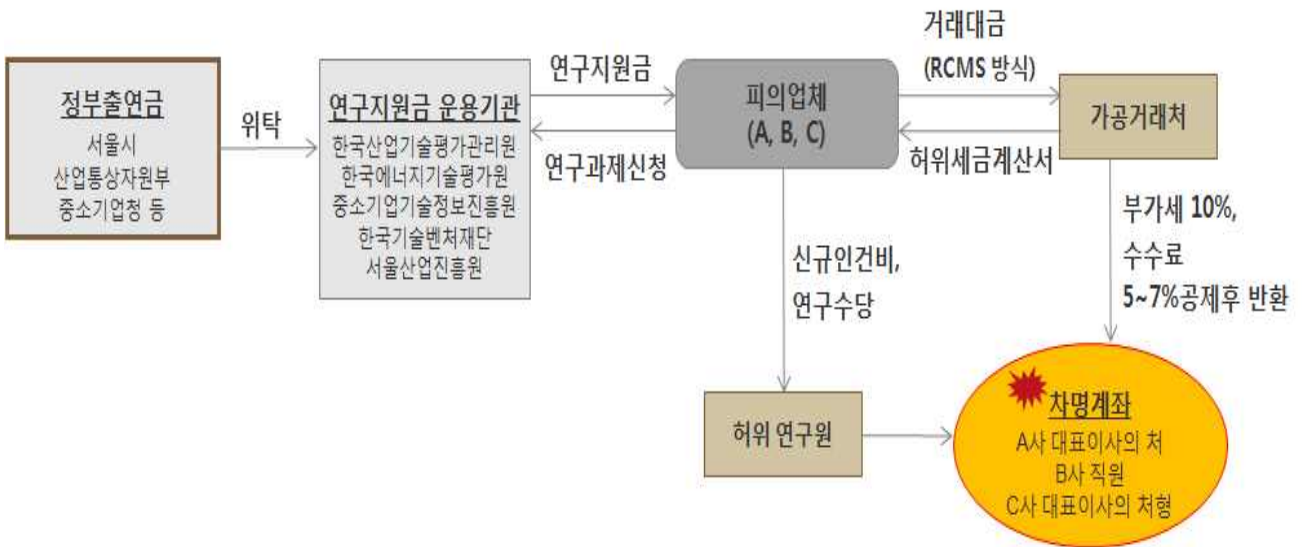 정부출연금
서울시
산업통상자원부
중소기업청 등
위탁
연구지원금 운용기관
한국산업기술평가관리원
한국에너지기술평가원
중소기업기술정보진흥원
한국기술벤처재단
서울산업진흥원
연구지원금
연구과제신청
피의업체
(A, B, C)
거래대금
(RCMS 방식)
허위세금계산서
가공거래처
신규인건비,
연구수당
부가세 10%,
수수료
5~7%공제후 반환
허위 연구원
차명계좌
A사 대표이사의 처
B사 직원
C사 대표이사의 처형